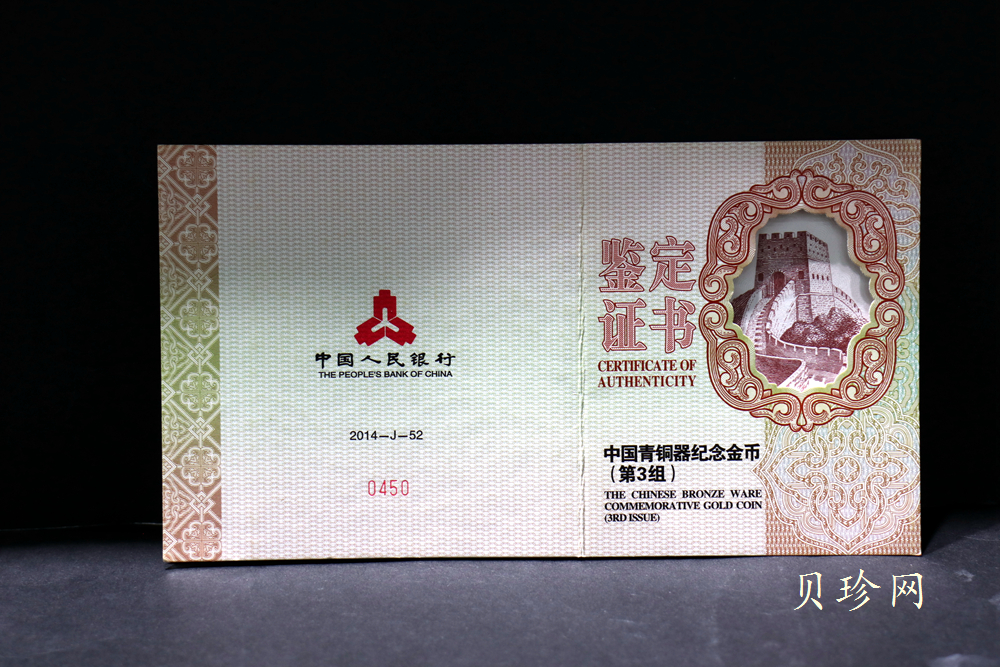 中国人民银行
THE PEOPLE'S BANK OF CHINA
2014—J—52
0450
鉴定
证书
CERTIFICATE OF
AUTHENTICITY
中国青铜器纪念金币
（第3组）
THE CHINESE BRONZE WARE
COMMEMORATIVE GOLD COIN
(3RD ISSUE)
贝珍网